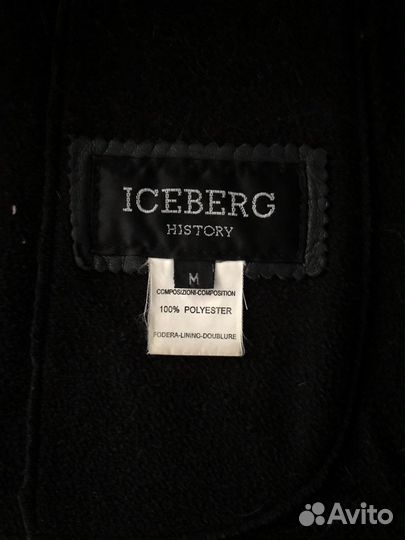 ICEBERG
HISTORY
M
COMPOSIZIONI-COMPOSITION
100% POLYESTER
FODERA-LINING-DOUBLURE
Avito